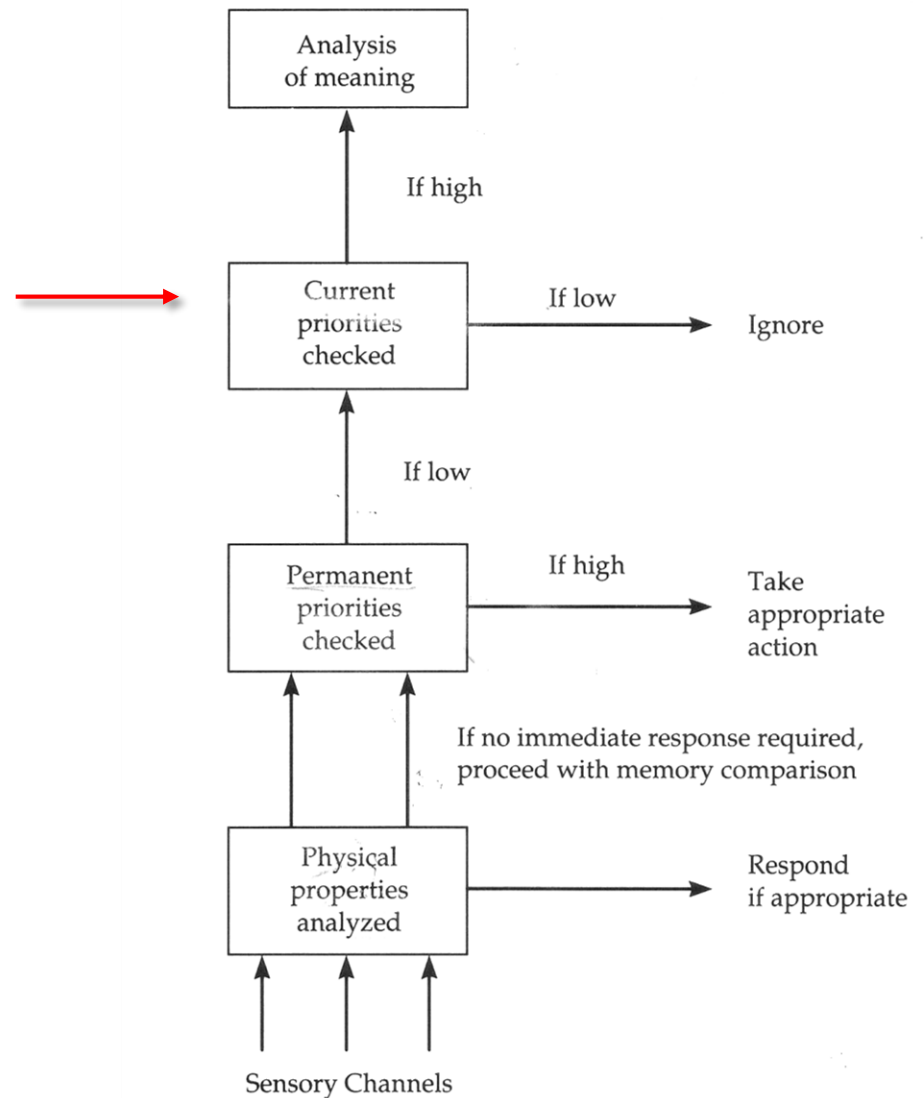 Analysis
of meaning
If high
Current
priorities
checked
If low
Ignore
If low
Permanent
priorities
checked
If high
Take
appropriate
action
If no immediate response required,
proceed with memory comparison
Physical
properties
analyzed
Respond
if appropriate
Sensory Channels